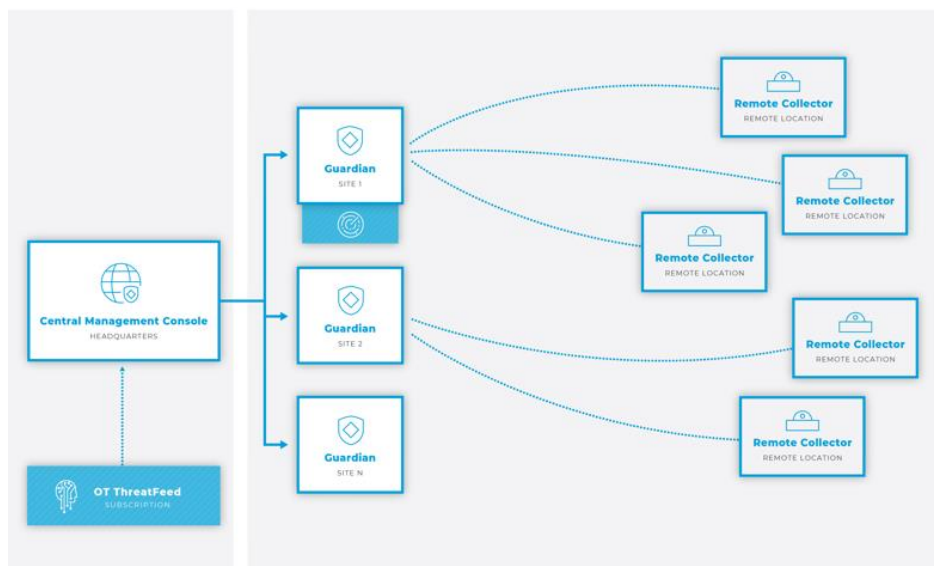 Central Management Console
HEADQUARTERS
OT ThreatFeed
SUBSCRIPTION
Guardian
SITE 1
Guardian
SITE 2
Guardian
SITE N
Remote Collector
REMOTE LOCATION
Remote Collector
REMOTE LOCATION
Remote Collector
REMOTE LOCATION
Remote Collector
REMOTE LOCATION
Remote Collector
REMOTE LOCATION